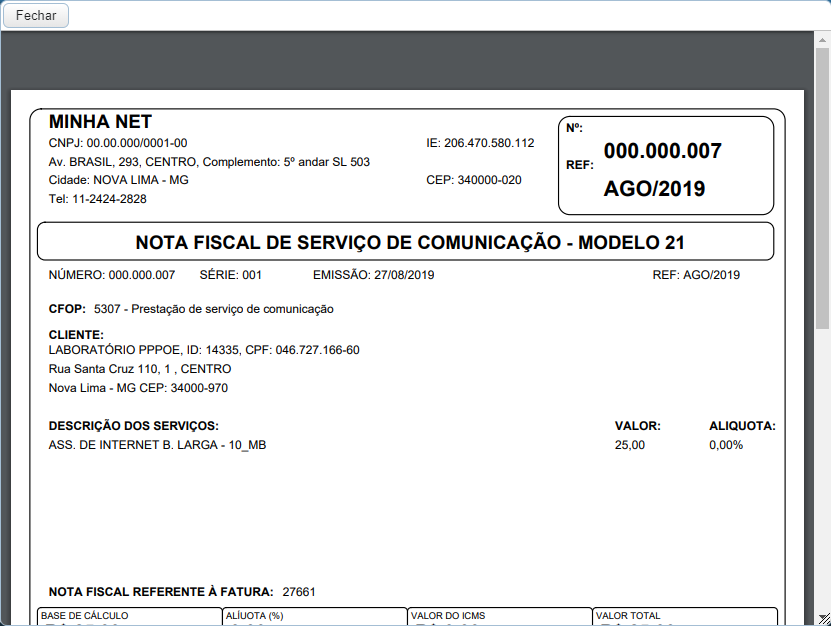 Fechar
MINHA NET
CNPJ: 00.00.000/0001-00 IE: 206.470.580.112
Av. BRASIL, 293, CENTRO, Complemento: 5º andar SL 503
Cidade: NOVA LIMA - MG CEP: 340000-020
Tel: 11-2424-2828
Nº:
000.000.007
REF:
AGO/2019
NOTA FISCAL DE SERVIÇO DE COMUNICAÇÃO - MODELO 21
NÚMERO: 000.000.007 SÉRIE: 001 EMISSÃO: 27/08/2019 REF: AGO/2019
CFOP: 5307 - Prestação de serviço de comunicação
CLIENTE:
LABORATÓRIO PPPOE, ID: 14335, CPF: 046.727.166-60
Rua Santa Cruz 110, 1 , CENTRO
Nova Lima - MG CEP: 34000-970
DESCRIÇÃO DOS SERVIÇOS: VALOR: ALIQUOTA:
ASS. DE INTERNET B. LARGA - 10_MB 25,00 0,00%
NOTA FISCAL REFERENTE À FATURA: 27661
BASE DE CÁLCULO ALÍUOTA (%) VALOR DO ICMS VALOR TOTAL